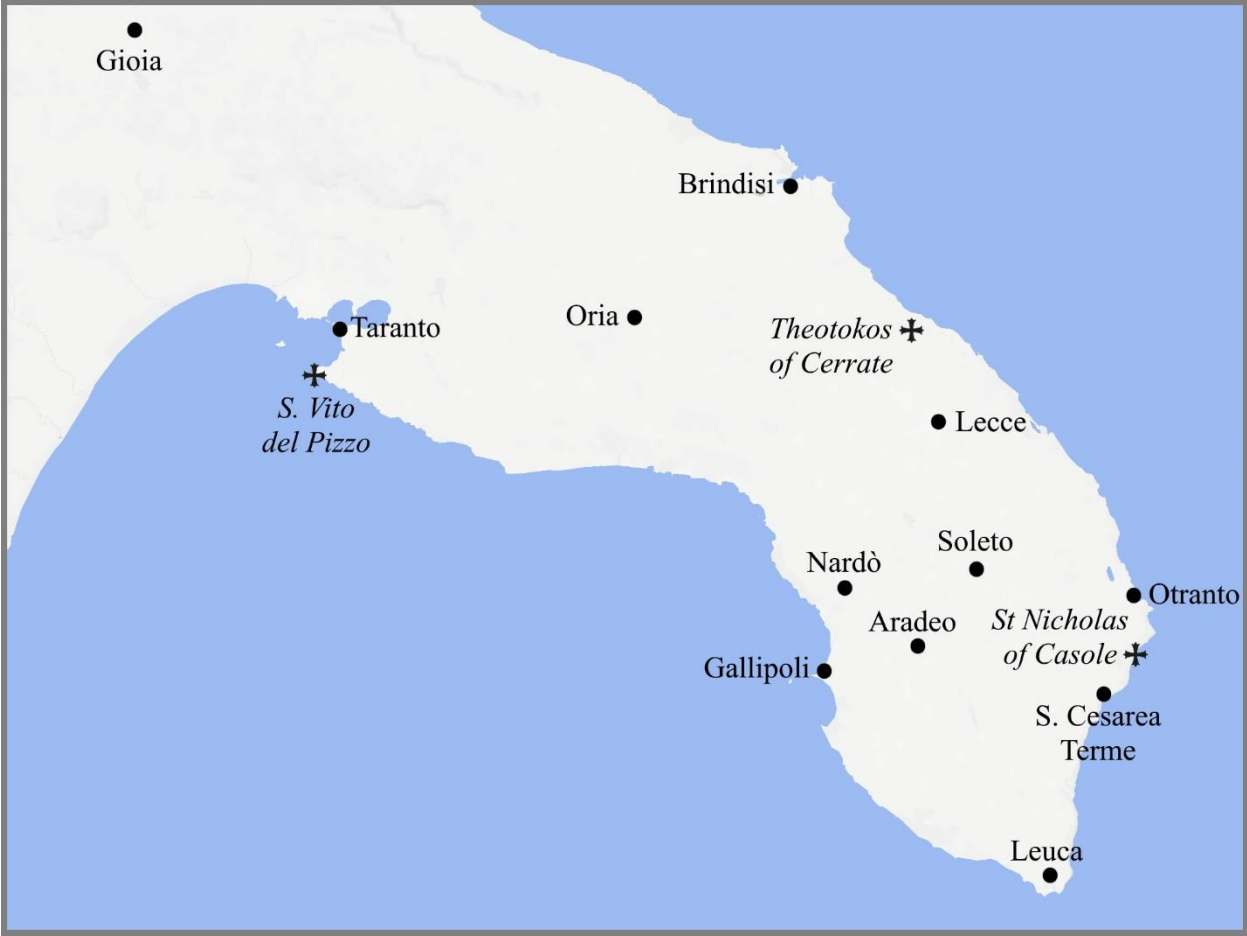 Gioia
Brindisi
Oria
Taranto
Theotokos
of Cerrate
S. Vito
del Pizzo
Lecce
Soleto
Nardò
Otranto
Aradeo
St Nicholas
of Casole
Gallipoli
S. Cesarea
Terme
Leuca